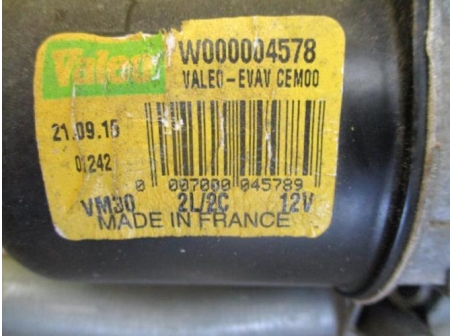 Valeo W000004578
VALEO-EVAV CEM00
21.09.15
01242
0 007000 045789
VM30 2L/2C 12V
MADE IN FRANCE